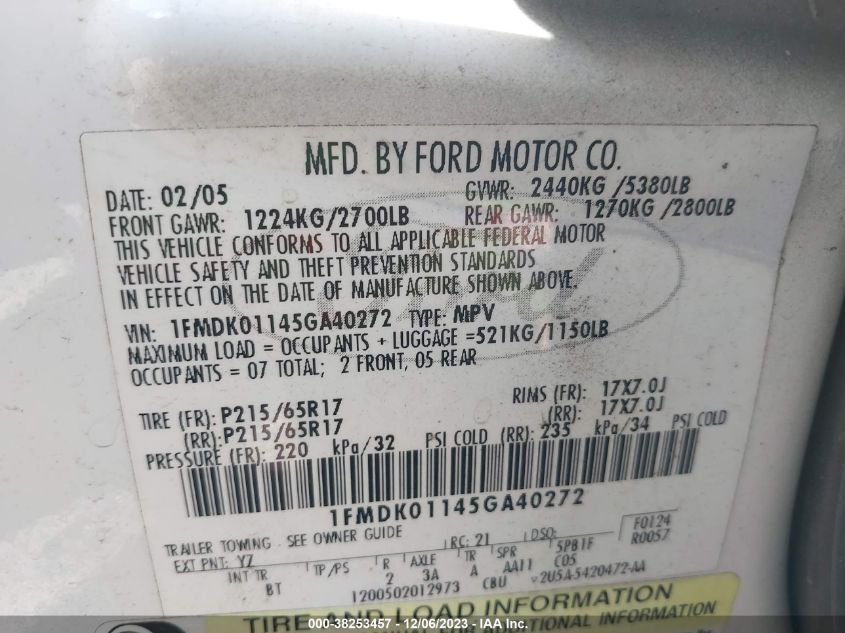 MFD. BY FORD MOTOR CO.
DATE: 02/05 GVWR: 2440KG /5380LB
FRONT GAWR: 1224KG/2700LB REAR GAWR: 1270KG /2800LB
THIS VEHICLE CONFORMS TO ALL APPLICABLE FEDERAL MOTOR
VEHICLE SAFETY AND THEFT PREVENTION STANDARDS
IN EFFECT ON THE DATE OF MANUFACTURE SHOWN ABOVE.
VIN: 1FMDK01145GA40272 TYPE: MPV
MAXIMUM LOAD = OCCUPANTS + LUGGAGE =521KG/1150LB
OCCUPANTS = 07 TOTAL; 2 FRONT, 05 REAR
TIRE (FR): P215/65R17 RIMS (FR): 17X7.0J
(RR): P215/65R17 (RR): 17X7.0J
PRESSURE (FR): 220 kPa/32 PSI COLD (RR): 235 kPa/34 PSI COLD
1FMDK01145GA40272
TRAILER TOWING - SEE OWNER GUIDE RC: 21 DSO: F0124
EXT PNT: YZ R0057
INT TR TP/PS R AXLE TR SPR 5PB1F
BT 2 3A A AA11 C05
1200502012973 CBU V2U5A-5420472-AA
TIRE AND LOAD INFORMATION
000-38253457 - 12/06/2023 - IAA Inc.